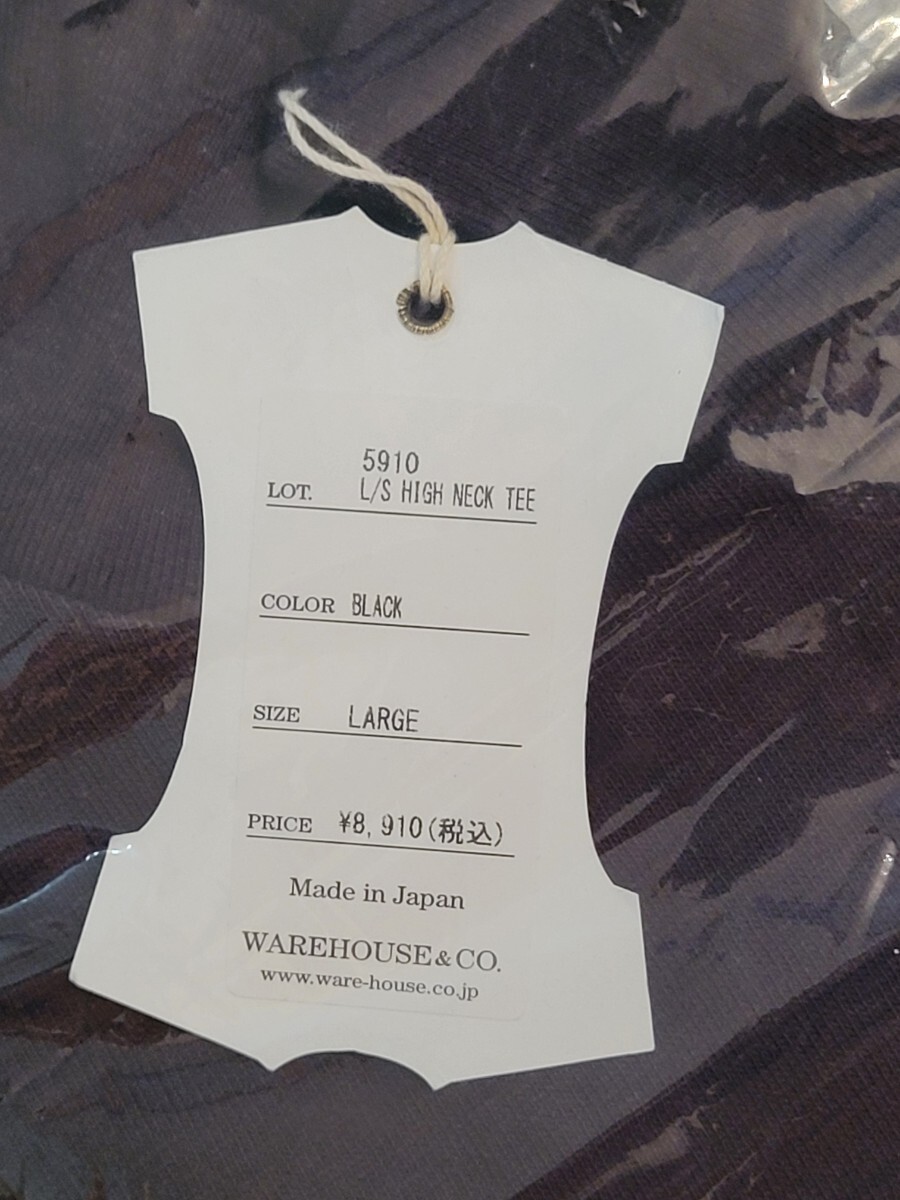 5910
LOT. L/S HIGH NECK TEE
COLOR BLACK
SIZE LARGE
PRICE ¥8,910(税込)
Made in Japan
WAREHOUSE & CO.
www.ware-house.co.jp